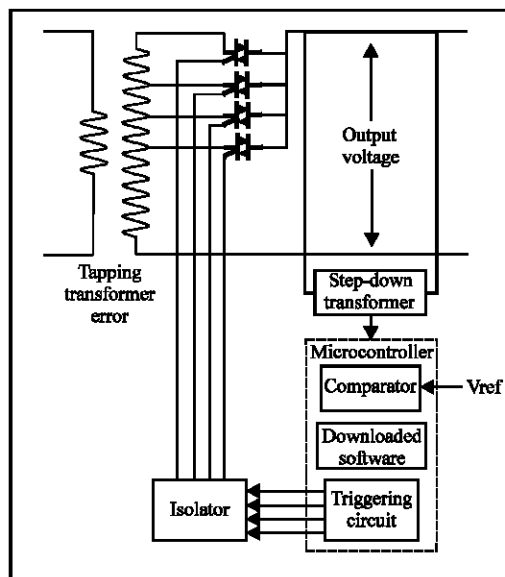 Output
voltage
Tapping
transformer
error
Step-down
transformer
Microcontroller
Comparator
Vref
Downloaded
software
Isolator
Triggering
circuit